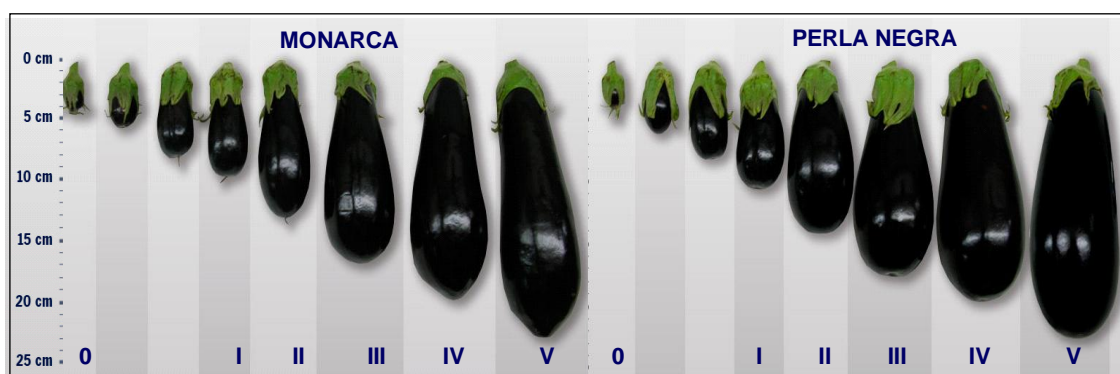 MONARCA
PERLA NEGRA
0 cm
5 cm
10 cm
15 cm
20 cm
25 cm
0 I II III IV V
0 I II III IV V